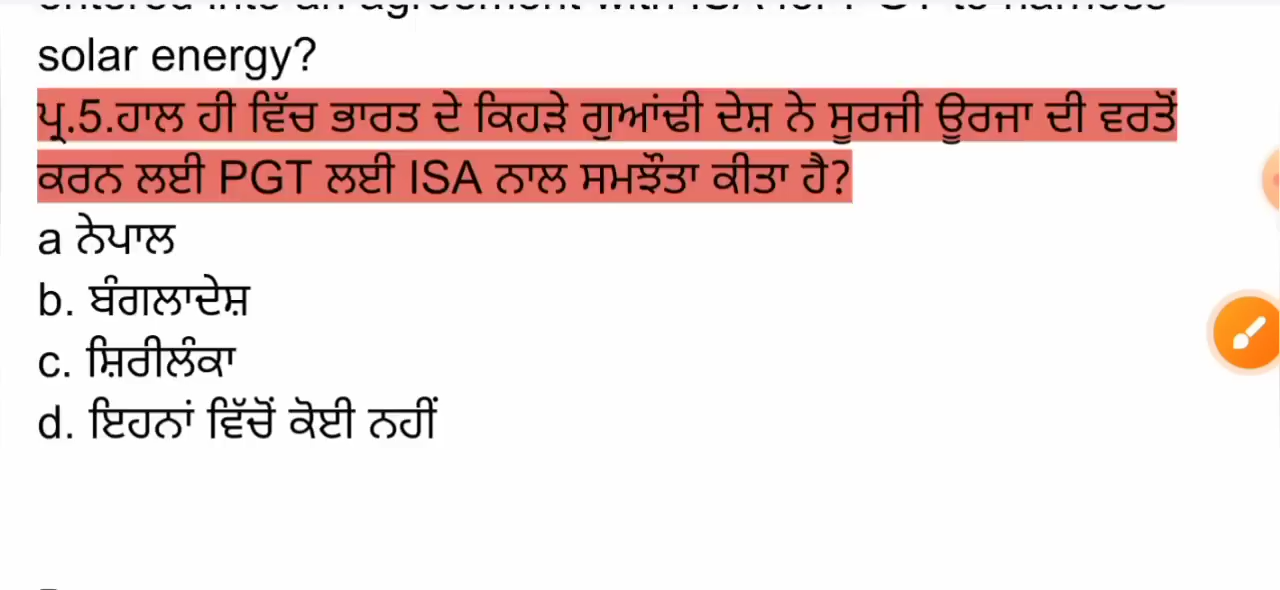 solar energy?
ਪ੍ਰ.5.ਹਾਲ ਹੀ ਵਿੱਚ ਭਾਰਤ ਦੇ ਕਿਹੜੇ ਗੁਆਂਢੀ ਦੇਸ਼ ਨੇ ਸੂਰਜੀ ਊਰਜਾ ਦੀ ਵਰਤੋਂ
ਕਰਨ ਲਈ PGT ਲਈ ISA ਨਾਲ ਸਮਝੌਤਾ ਕੀਤਾ ਹੈ?
a ਨੇਪਾਲ
b. ਬੰਗਲਾਦੇਸ਼
c. ਸ਼ਿਰੀਲੰਕਾ
d. ਇਹਨਾਂ ਵਿੱਚੋਂ ਕੋਈ ਨਹੀਂ